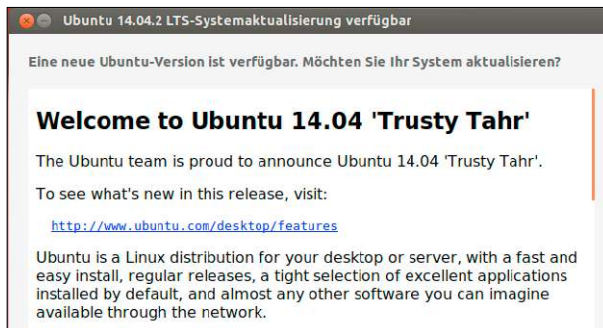 Ubuntu 14.04.2 LTS-Systemaktualisierung verfügbar
Eine neue Ubuntu-Version ist verfügbar. Möchten Sie Ihr System aktualisieren?
Welcome to Ubuntu 14.04 'Trusty Tahr'
The Ubuntu team is proud to announce Ubuntu 14.04 'Trusty Tahr'.
To see what's new in this release, visit:
http://www.ubuntu.com/desktop/features
Ubuntu is a Linux distribution for your desktop or server, with a fast and
easy install, regular releases, a tight selection of excellent applications
installed by default, and almost any other software you can imagine
available through the network.